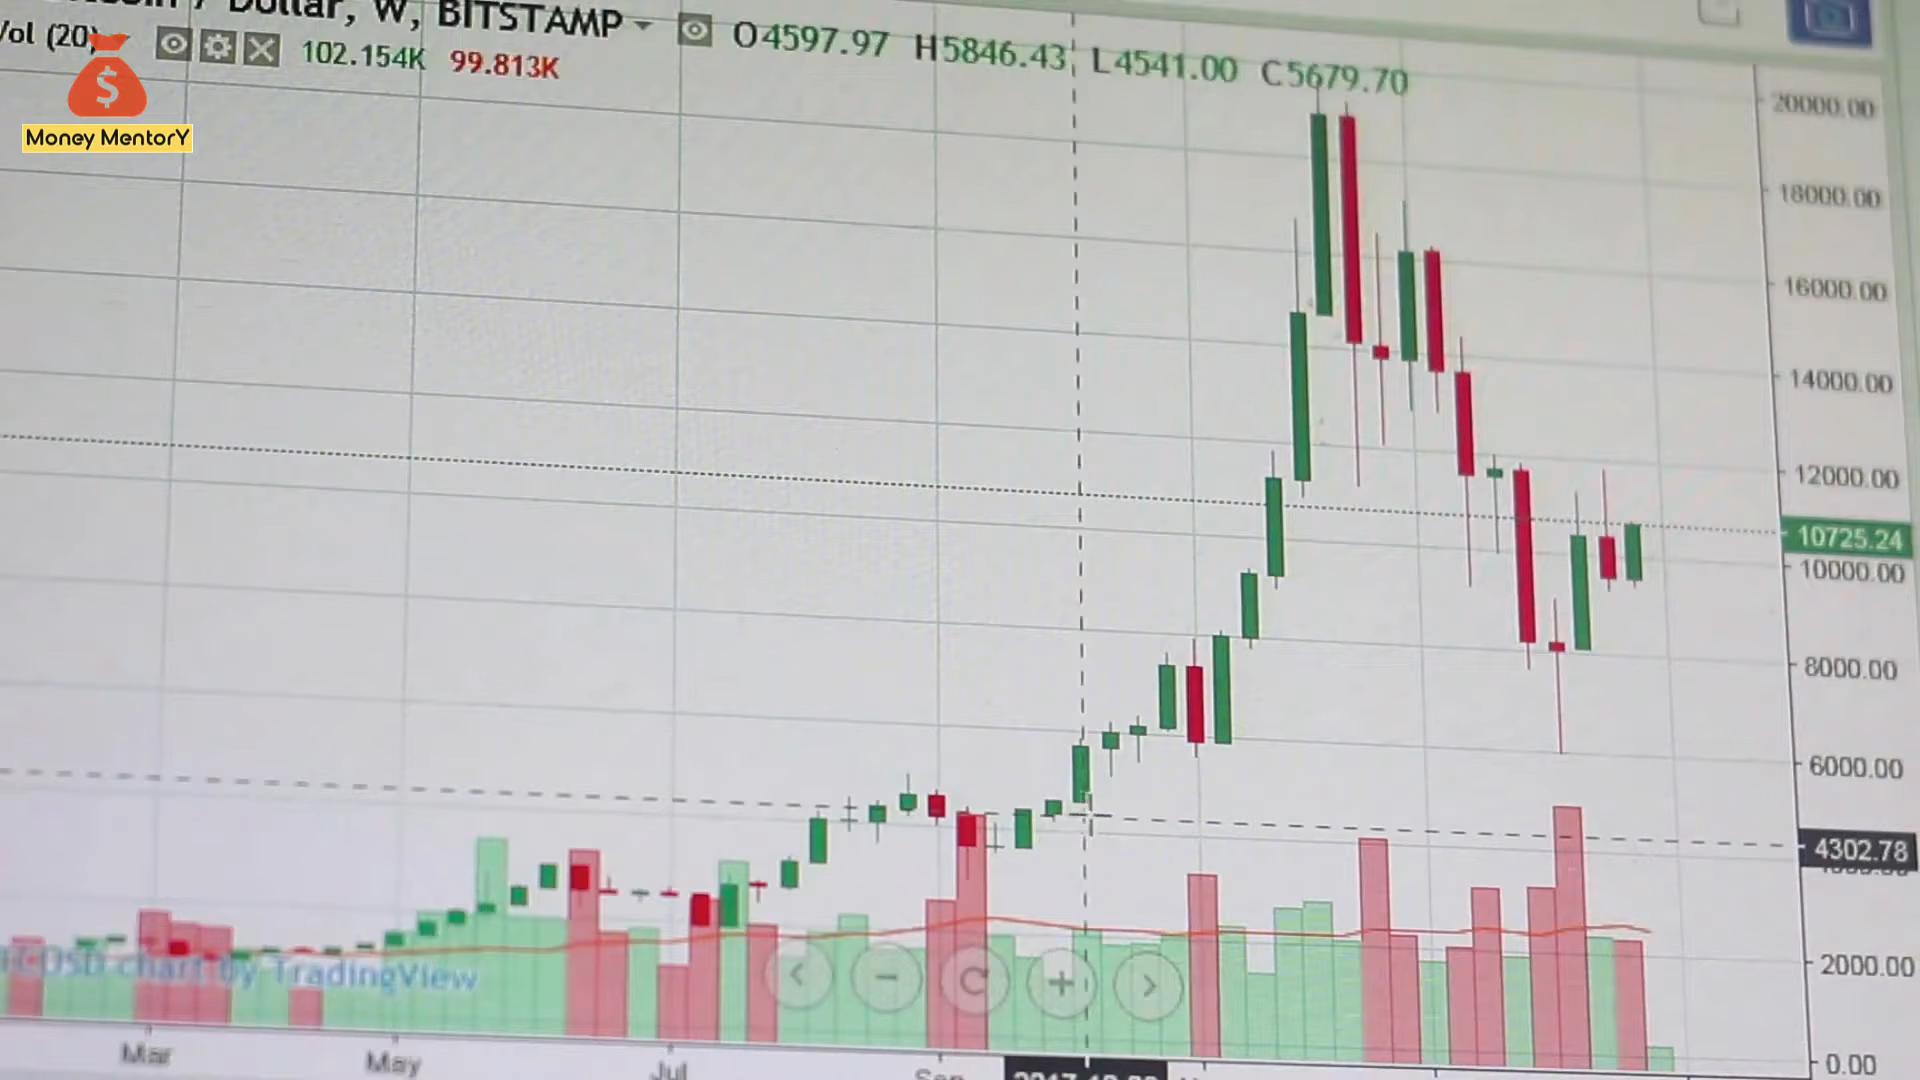 Dollar, W, BITSTAMP O4597.97 H5846.43 L4541.00 C5679.70
Vol (20) 102.154K 99.813K
$
Money MentorY
20000.00
18000.00
16000.00
14000.00
12000.00
10725.24
10000.00
8000.00
6000.00
4302.78
2000.00
0.00
chart by TradingView
Mar May Jul Sep